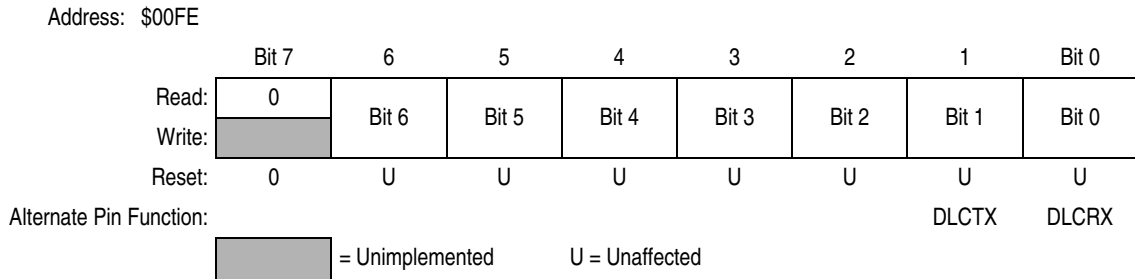 Address: $00FE
Bit 7 6 5 4 3 2 1 Bit 0
Read: 0 Bit 6 Bit 5 Bit 4 Bit 3 Bit 2 Bit 1 Bit 0
Write:
Reset: 0 U U U U U U U
Alternate Pin Function: DLCTX DLCRX
= Unimplemented U = Unaffected